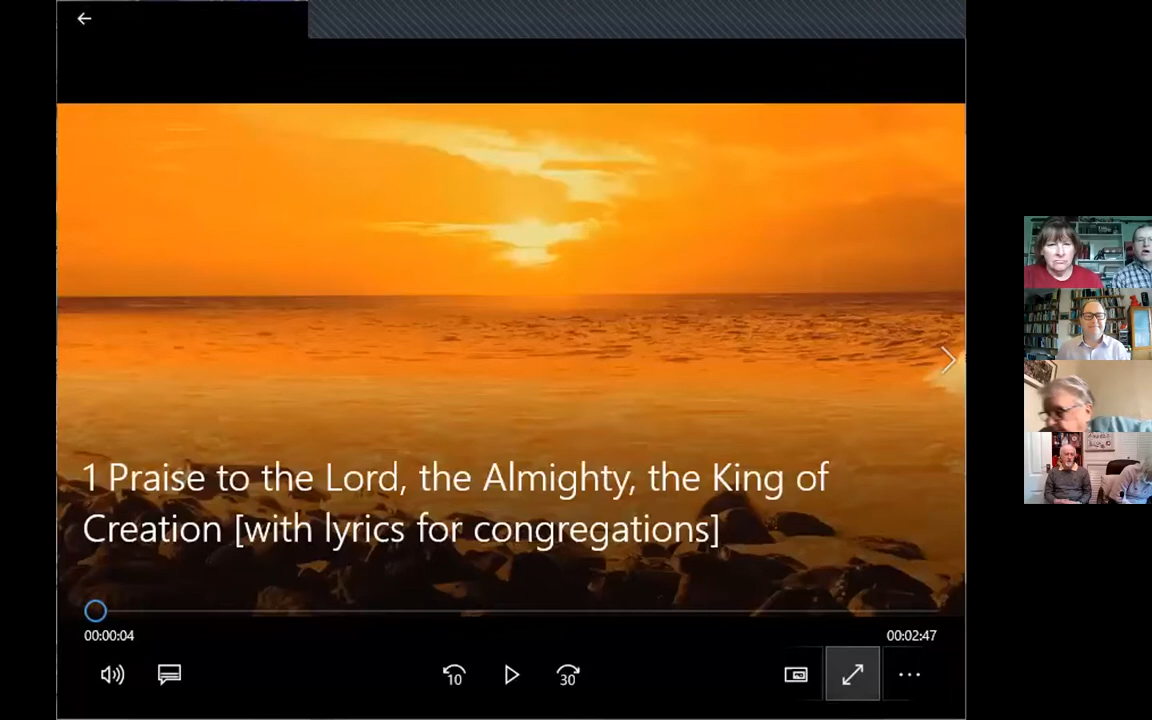 1 Praise to the Lord, the Almighty, the King of
Creation [with lyrics for congregations]
00:00:04
00:02:47
10
30